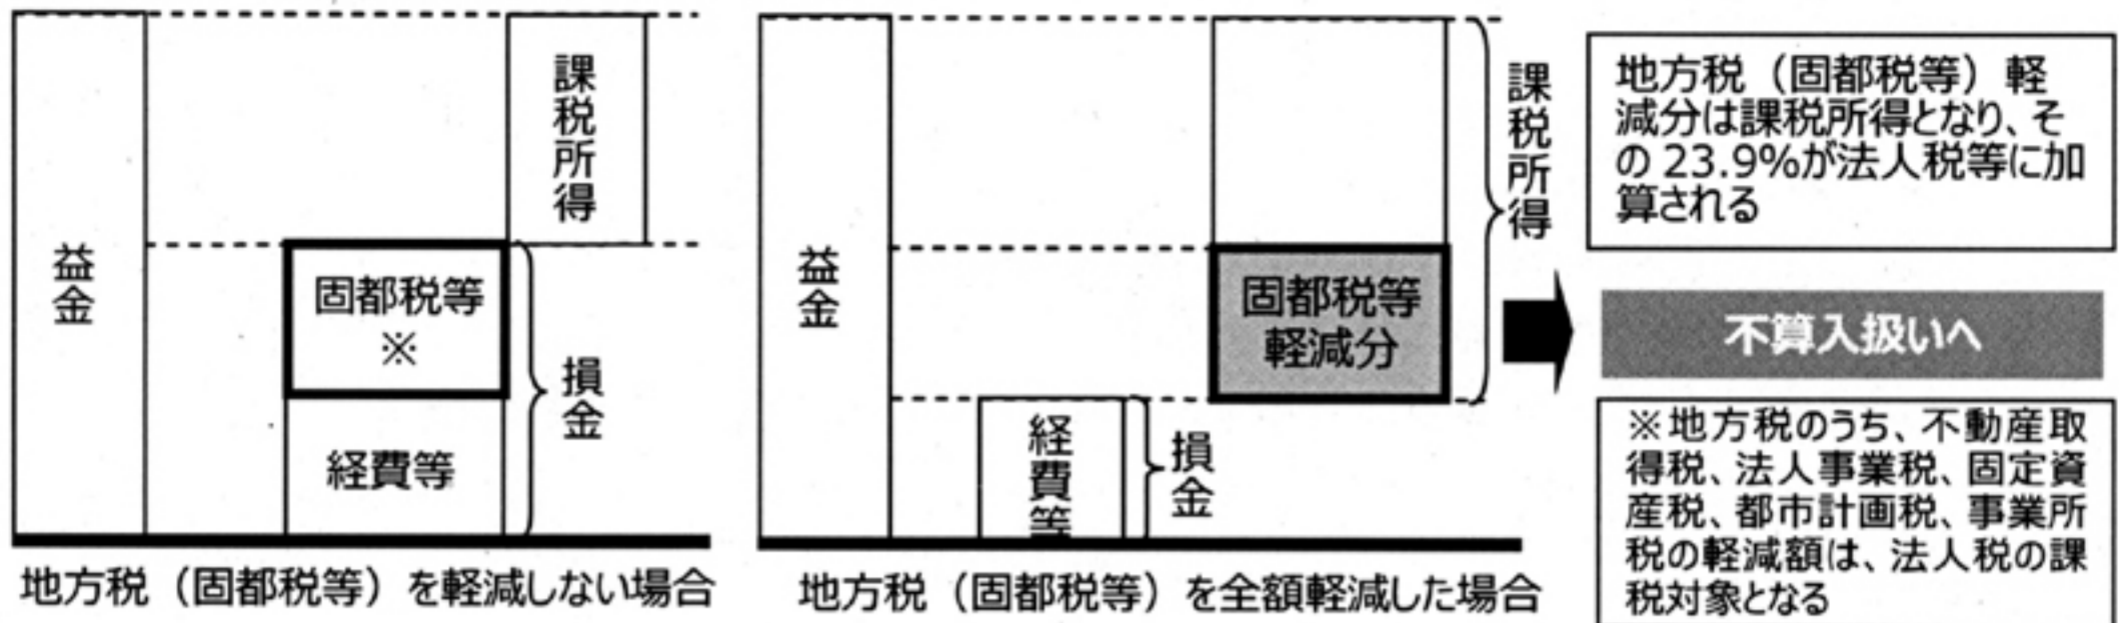 益金
固都税等
※
経費等
課税所得
損金
地方税（固都税等）を軽減しない場合
益金
経費等
損金
固都税等
軽減分
課税所得
地方税（固都税等）を全額軽減した場合
地方税（固都税等）軽
減分は課税所得となり、そ
の 23.9%が法人税等に加
算される
不算入扱いへ
※地方税のうち、不動産取
得税、法人事業税、固定資
産税、都市計画税、事業所
税の軽減額は、法人税の課
税対象となる